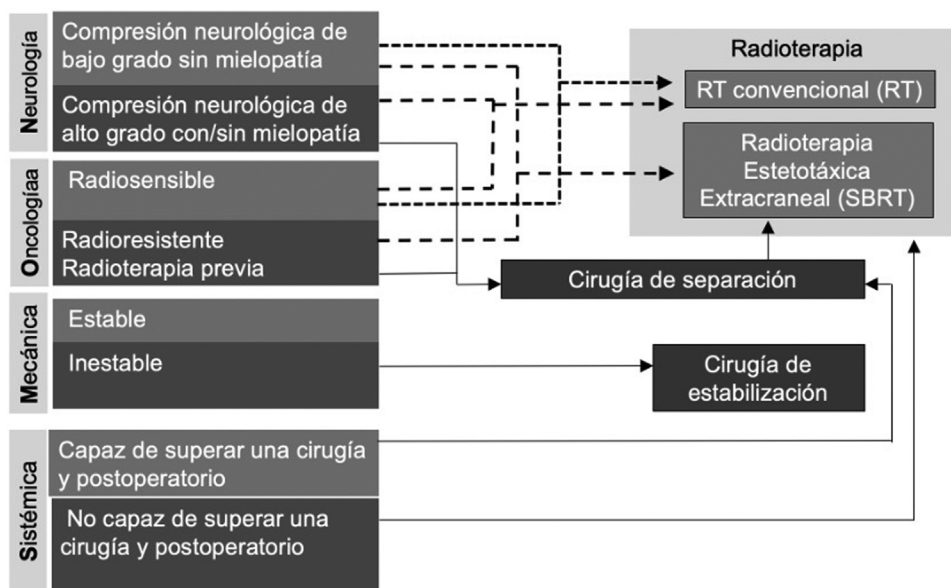 Neurología
Compresión neurológica de
bajo grado sin mielopatía
Compresión neurológica de
alto grado con/sin mielopatía
Oncologíaa
Radiosensible
Radioresistente
Radioterapia previa
Mecánica
Estable
Inestable
Sistémica
Capaz de superar una cirugía
y postoperatorio
No capaz de superar una
cirugía y postoperatorio
Radioterapia
RT convencional (RT)
Radioterapia
Estetotáxica
Extracraneal (SBRT)
Cirugía de separación
Cirugía de
estabilización